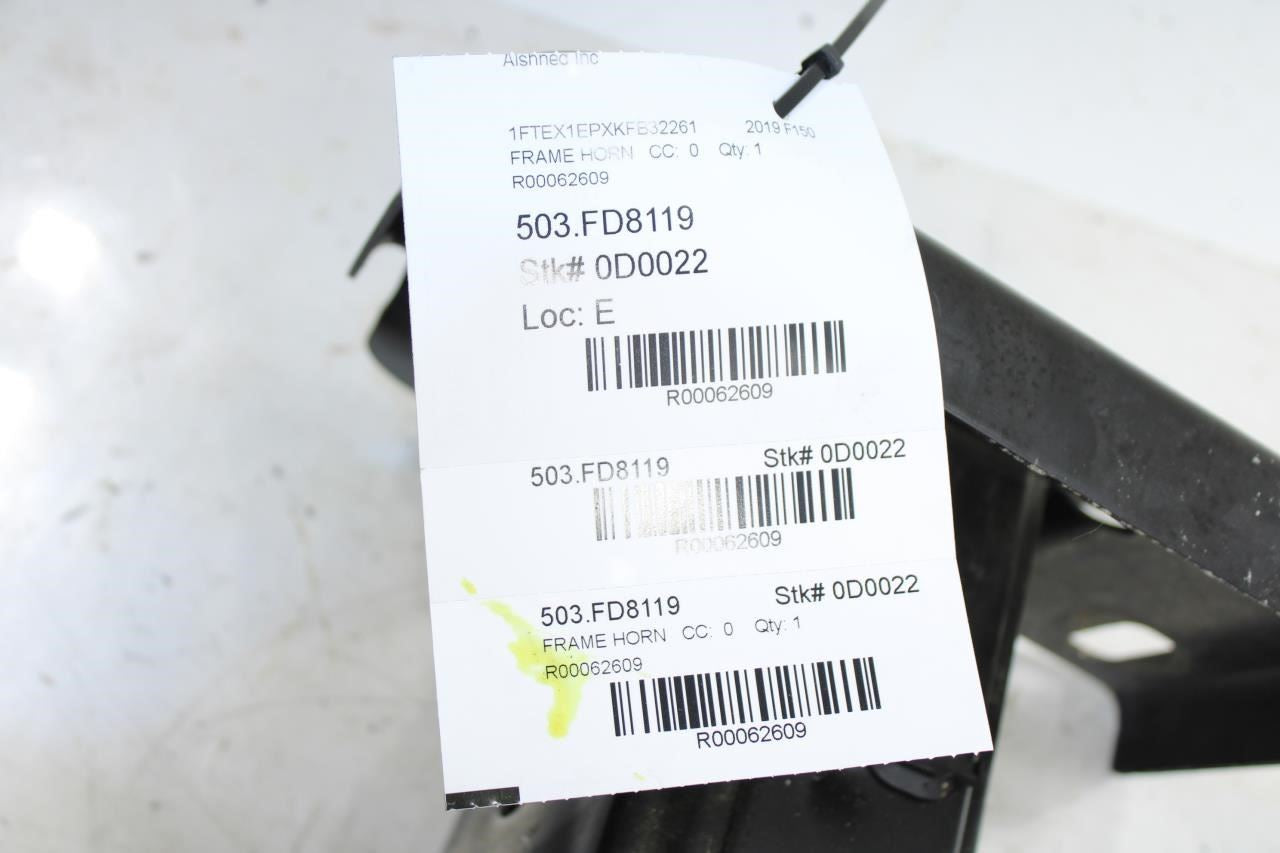 Aishneo Inc
1FTEX1EPXKFB32261 2019 F150
FRAME HORN CC: 0 Qty: 1
R00062609
503.FD8119
Stk# 0D0022
Loc: E
R00062609
503.FD8119 Stk# 0D0022
R00062609
503.FD8119 Stk# 0D0022
FRAME HORN CC: 0 Qty: 1
R00062609
R00062609